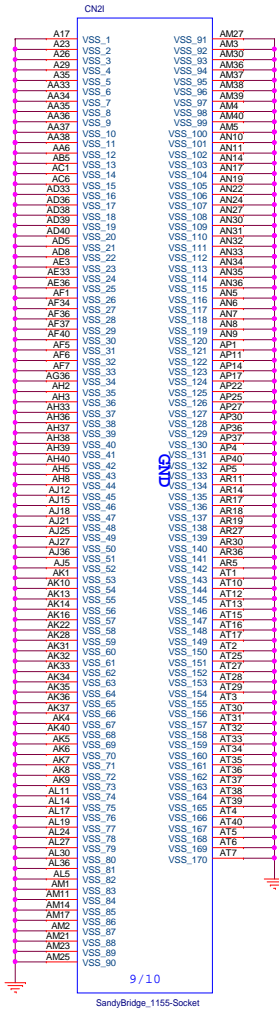 CN2I
A17 VSS_1 VSS_91 AM27
A23 VSS_2 VSS_92 AM3
A26 VSS_3 VSS_93 AM30
A29 VSS_4 VSS_94 AM36
A35 VSS_5 VSS_95 AM37
AA33 VSS_6 VSS_96 AM38
AA34 VSS_7 VSS_97 AM39
AA35 VSS_8 VSS_98 AM4
AA36 VSS_9 VSS_99 AM40
AA37 VSS_10 VSS_100 AM5
AA38 VSS_11 VSS_101 AN10
AA6 VSS_12 VSS_102 AN11
AB5 VSS_13 VSS_103 AN14
AC1 VSS_14 VSS_104 AN17
AC6 VSS_15 VSS_105 AN19
AD33 VSS_16 VSS_106 AN22
AD36 VSS_17 VSS_107 AN24
AD38 VSS_18 VSS_108 AN27
AD39 VSS_19 VSS_109 AN30
AD40 VSS_20 VSS_110 AN31
AD5 VSS_21 VSS_111 AN32
AD8 VSS_22 VSS_112 AN33
AE3 VSS_23 VSS_113 AN34
AE33 VSS_24 VSS_114 AN35
AE36 VSS_25 VSS_115 AN36
AF1 VSS_26 VSS_116 AN5
AF34 VSS_27 VSS_117 AN6
AF36 VSS_28 VSS_118 AN7
AF37 VSS_29 VSS_119 AN8
AF40 VSS_30 VSS_120 AN9
AF5 VSS_31 VSS_121 AP1
AF6 VSS_32 VSS_122 AP11
AF7 VSS_33 VSS_123 AP14
AG36 VSS_34 VSS_124 AP17
AH2 VSS_35 VSS_125 AP22
AH3 VSS_36 VSS_126 AP25
AH33 VSS_37 VSS_127 AP27
AH36 VSS_38 VSS_128 AP30
AH37 VSS_39 VSS_129 AP36
AH38 VSS_40 VSS_130 AP37
AH39 VSS_41 VSS_131 AP4
AH40 VSS_42 VSS_132 AP40
AH5 VSS_43 VSS_133 AP5
AH8 VSS_44 VSS_134 AR11
AJ12 VSS_45 VSS_135 AR14
AJ15 VSS_46 VSS_136 AR17
AJ18 VSS_47 VSS_137 AR18
AJ21 VSS_48 VSS_138 AR19
AJ25 VSS_49 VSS_139 AR27
AJ27 VSS_50 VSS_140 AR30
AJ36 VSS_51 VSS_141 AR36
AJ5 VSS_52 VSS_142 AR5
AK1 VSS_53 VSS_143 AT1
AK10 VSS_54 VSS_144 AT10
AK13 VSS_55 VSS_145 AT12
AK14 VSS_56 VSS_146 AT13
AK16 VSS_57 VSS_147 AT15
AK22 VSS_58 VSS_148 AT16
AK28 VSS_59 VSS_149 AT17
AK31 VSS_60 VSS_150 AT2
AK32 VSS_61 VSS_151 AT25
AK33 VSS_62 VSS_152 AT27
AK34 VSS_63 VSS_153 AT28
AK35 VSS_64 VSS_154 AT29
AK36 VSS_65 VSS_155 AT3
AK37 VSS_66 VSS_156 AT30
AK4 VSS_67 VSS_157 AT31
AK40 VSS_68 VSS_158 AT32
AK5 VSS_69 VSS_159 AT33
AK6 VSS_70 VSS_160 AT34
AK7 VSS_71 VSS_161 AT35
AK8 VSS_72 VSS_162 AT36
AK9 VSS_73 VSS_163 AT37
AL11 VSS_74 VSS_164 AT38
AL14 VSS_75 VSS_165 AT39
AL17 VSS_76 VSS_166 AT4
AL19 VSS_77 VSS_167 AT40
AL24 VSS_78 VSS_168 AT5
AL27 VSS_79 VSS_169 AT6
AL30 VSS_80 VSS_170 AT7
AL36 VSS_81
AL5 VSS_82
AM1 VSS_83
AM11 VSS_84
AM14 VSS_85
AM17 VSS_86
AM2 VSS_87
AM21 VSS_88
AM23 VSS_89
AM25 VSS_90
GND
9/10
SandyBridge_1155-Socket